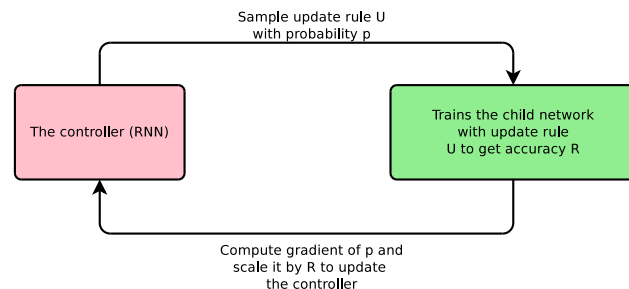 Sample update rule U
with probability p
The controller (RNN)
Trains the child network
with update rule
U to get accuracy R
Compute gradient of p and
scale it by R to update
the controller